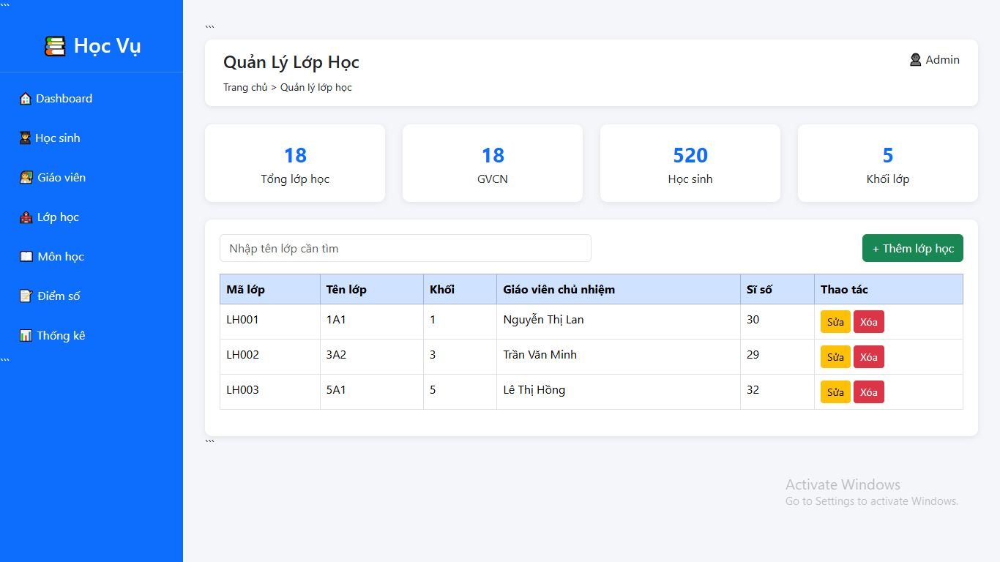 ```
Học Vụ
Dashboard
Học sinh
Giáo viên
Lớp học
Môn học
Điểm số
Thống kê
```
```
Quản Lý Lớp Học
Admin
Trang chủ > Quản lý lớp học
18
Tổng lớp học
18
GVCN
520
Học sinh
5
Khối lớp
Nhập tên lớp cần tìm
+ Thêm lớp học
Mã lớp Tên lớp Khối Giáo viên chủ nhiệm Sĩ số Thao tác
LH001 1A1 1 Nguyễn Thị Lan 30 Sửa Xóa
LH002 3A2 3 Trần Văn Minh 29 Sửa Xóa
LH003 5A1 5 Lê Thị Hồng 32 Sửa Xóa
```
Activate Windows
Go to Settings to activate Windows.